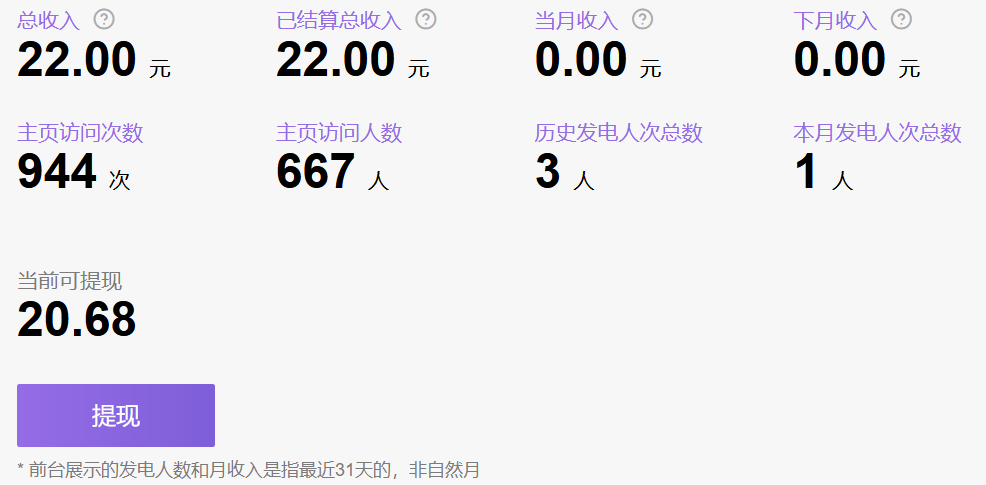 总收入 ? 已结算总收入 ? 当月收入 ? 下月收入 ?
22.00 元 22.00 元 0.00 元 0.00 元
主页访问次数 主页访问人数 历史发电人次总数 本月发电人次总数
944 次 667 人 3 人 1 人
当前可提现
20.68
提现
* 前台展示的发电人数和月收入是指最近31天的，非自然月